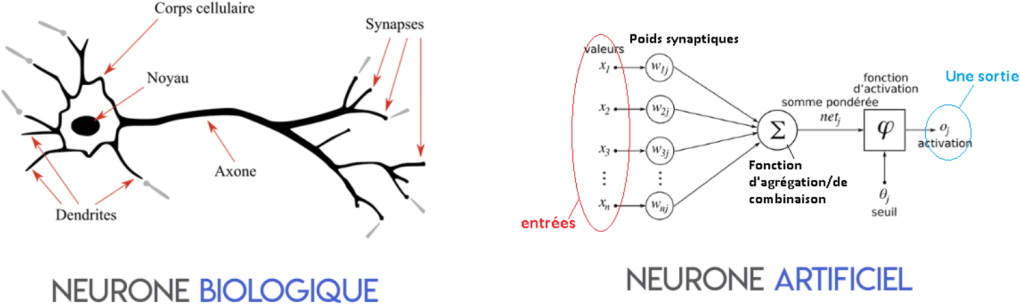 Corps cellulaire
Synapses
Noyau
Axone
Dendrites
NEURONE BIOLOGIQUE
Poids synaptiques
valeurs
x1 w1j
x2 w2j
x3 w3j
⋮ ⋮
xn wnj
entrées
Σ
Fonction
d'agrégation/de
combinaison
somme pondérée
netj
fonction
d'activation
φ
θj
seuil
Une sortie
oj
activation
NEURONE ARTIFICIEL